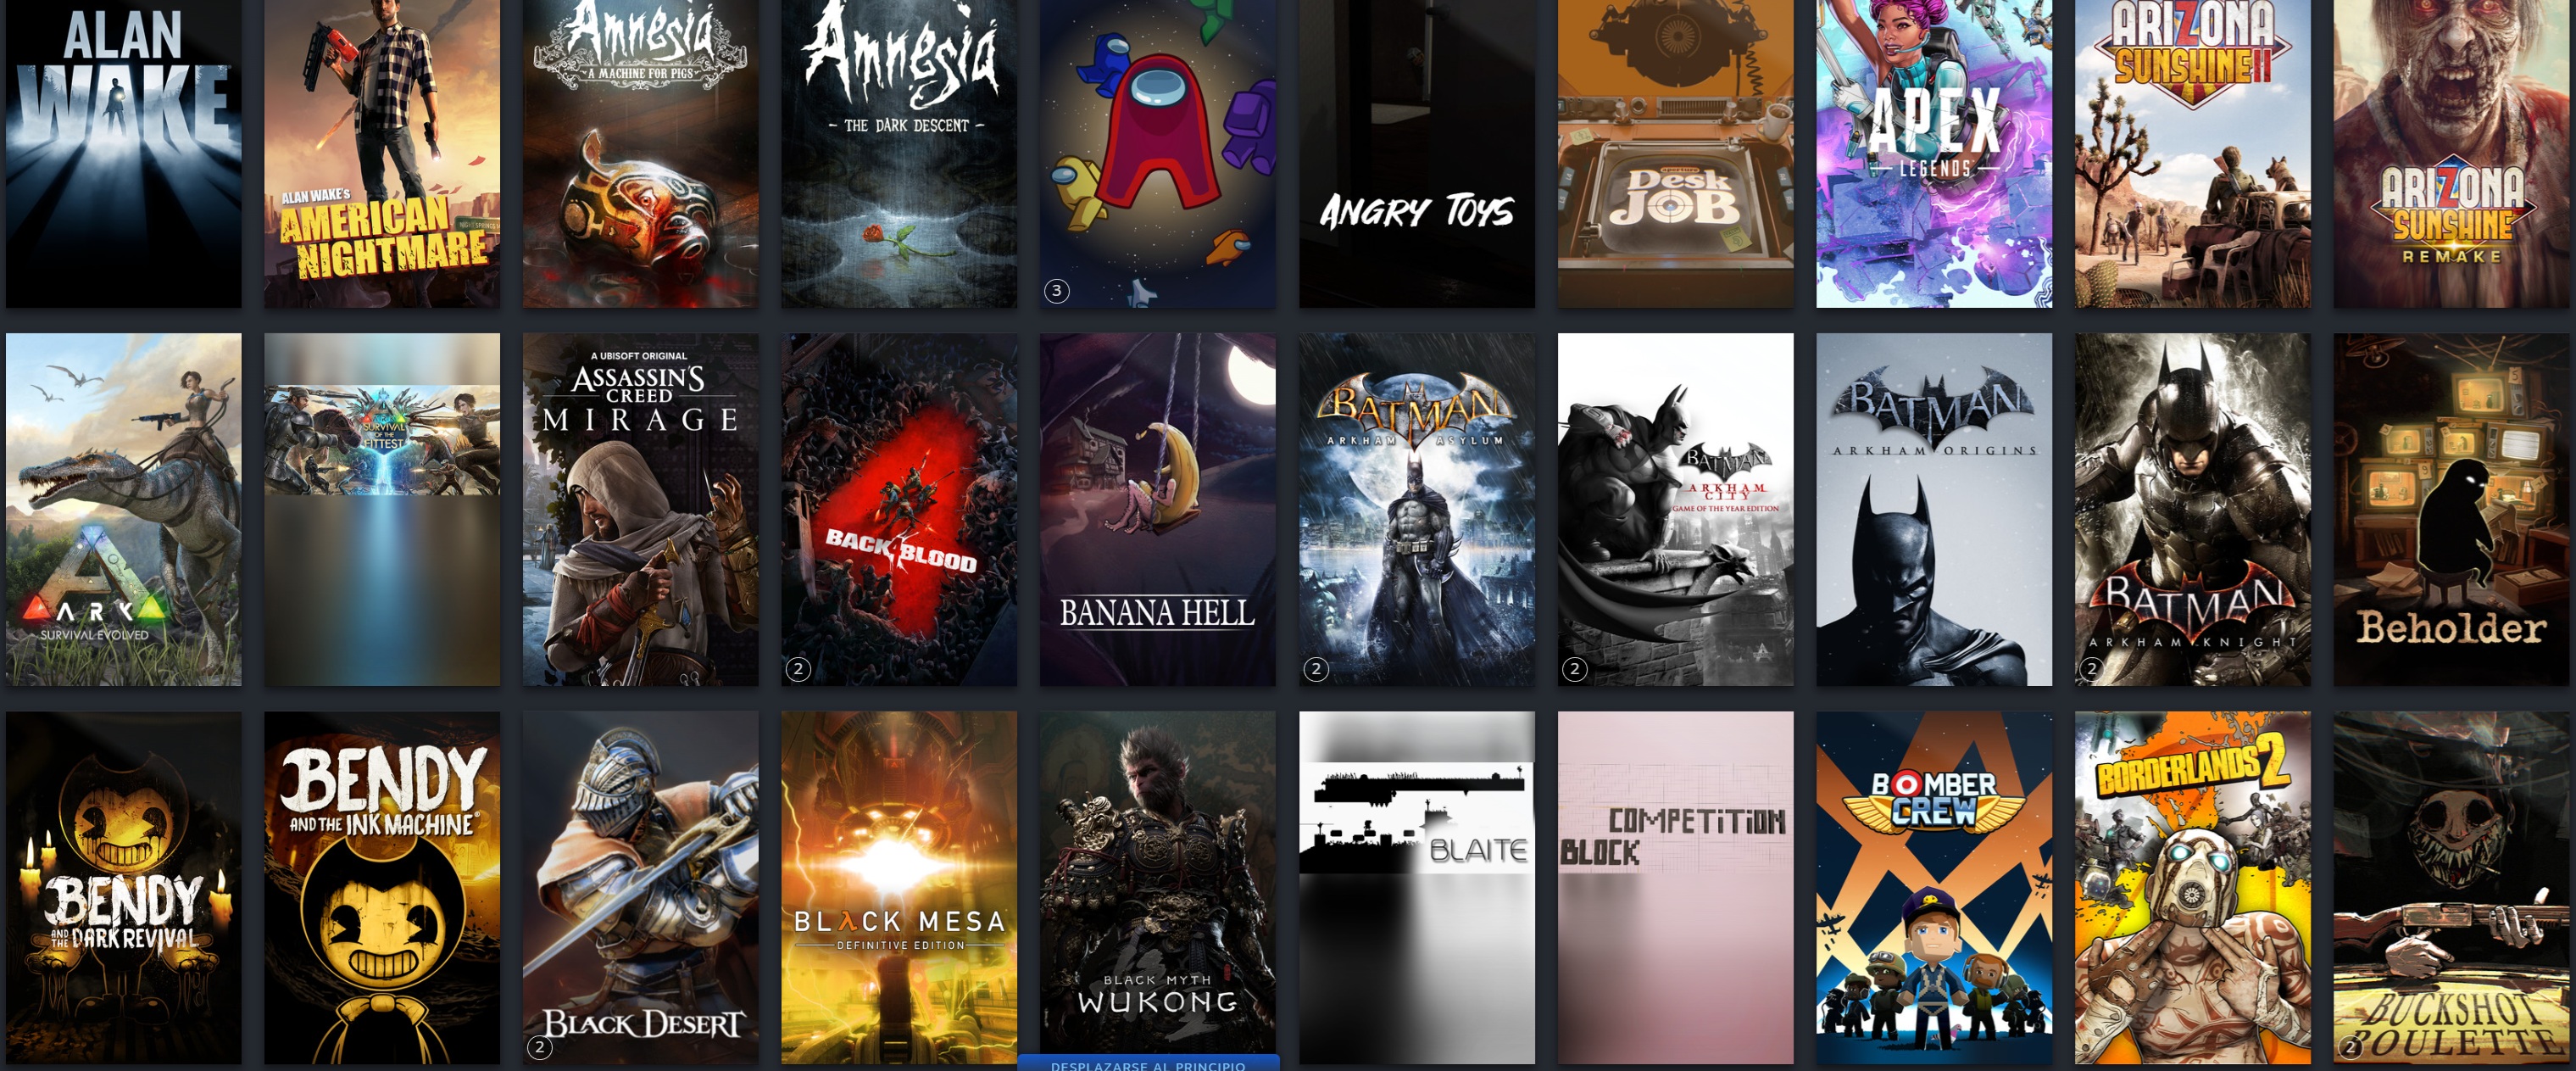 ALAN
WAKE
ALAN WAKE'S
AMERICAN
NIGHTMARE
Amnesia
A MACHINE FOR PIGS
Amnesia
- THE DARK DESCENT -
3
ANGRY TOYS
aperture
Desk
JOB
APEX
LEGENDS
ARIZONA
SUNSHINE II
ARIZONA
SUNSHINE
REMAKE
ARK
SURVIVAL EVOLVED
SURVIVAL
OF THE
FITTEST
A UBISOFT ORIGINAL
ASSASSIN'S
CREED
MIRAGE
BACK 4 BLOOD
2
BANANA HELL
BATMAN
ARKHAM ASYLUM
2
BATMAN
ARKHAM
CITY
GAME OF THE YEAR EDITION
2
BATMAN
ARKHAM ORIGINS
BATMAN
ARKHAM KNIGHT
2
Beholder
BENDY
AND THE DARK REVIVAL
BENDY
AND THE INK MACHINE
BLACK DESERT
2
BLACK MESA
DEFINITIVE EDITION
BLACK MYTH
WUKONG
BLAITE
COMPETITION
BLOCK
BOMBER
CREW
BORDERLANDS 2
BUCKSHOT
ROULETTE
2
DESPLAZARSE AL PRINCIPIO